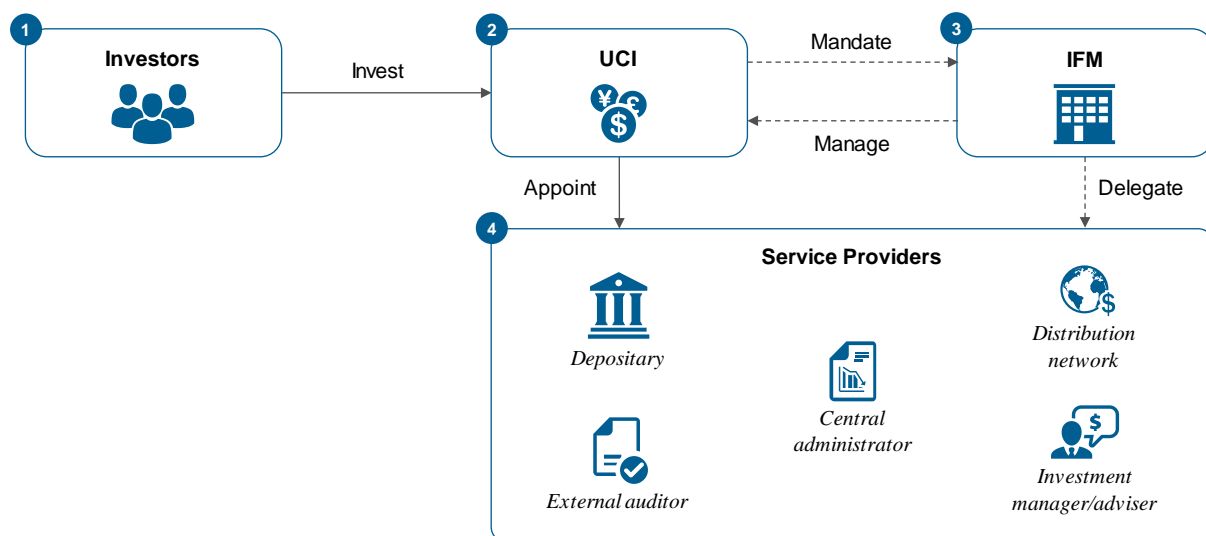 1
Investors
Invest
2
UCI
¥
£
$
Mandate
Manage
3
IFM
Appoint
Delegate
4
Service Providers
Depositary
External auditor
Central
administrator
$
Distribution
network
$
Investment
manager/adviser